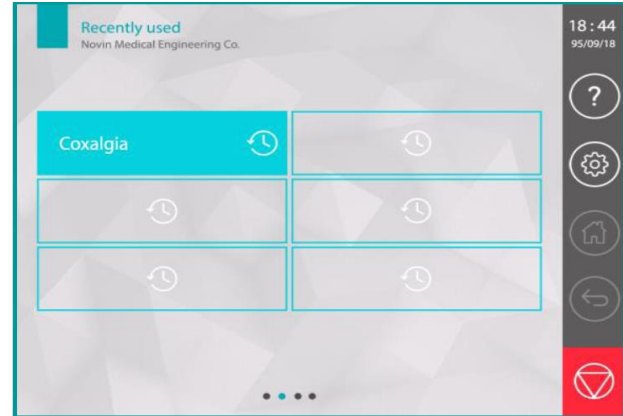 Recently used
Novin Medical Engineering Co.
18:44
95/09/18
?
Coxalgia